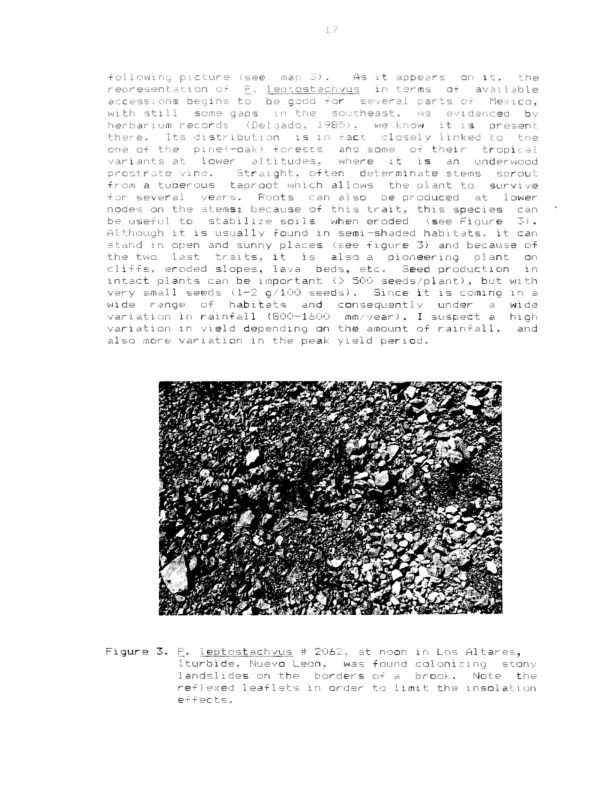 17
following picture (see map 3). As it appears on it, the
representation of P. leptostachyus in terms of available
accessions begins to be good for several parts of Mexico,
with still some gaps in the southeast. As evidenced by
herbarium records (Delgado, 1985), we know it is present
there. Its distribution is in fact closely linked to the
one of the pine(-oak) forests and some of their tropical
variants at lower altitudes, where it is an underwood
prostrate vine. Straight, often determinate stems sprout
from a tuberous taproot which allows the plant to survive
for several years. Roots can also be produced at lower
nodes on the stems; because of this trait, this species can
be useful to stabilize soils when eroded (see Figure 3).
Although it is usually found in semi-shaded habitats, it can
stand in open and sunny places (see figure 3) and because of
the two last traits, it is also a pioneering plant on
cliffs, eroded slopes, lava beds, etc. Seed production in
intact plants can be important (> 500 seeds/plant), but with
very small seeds (1-2 g/100 seeds). Since it is coming in a
wide range of habitats and consequently under a wide
variation in rainfall (800-1600 mm/year), I suspect a high
variation in yield depending on the amount of rainfall, and
also more variation in the peak yield period.
Figure 3. P. leptostachyus # 2062, at noon in Los Altares,
Iturbide, Nuevo Leon, was found colonizing stony
landslides on the borders of a brook. Note the
reflexed leaflets in order to limit the insolation
effects.